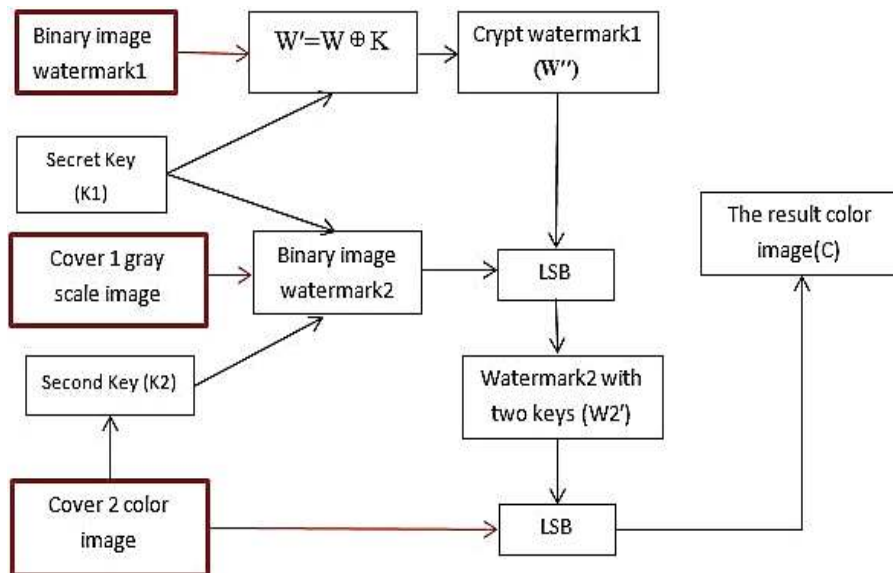 Binary image
watermark1
W'=W⊕K
Crypt watermark1
(W'')
Secret Key
(K1)
Cover 1 gray
scale image
Binary image
watermark2
LSB
The result color
image(C)
Second Key (K2)
Watermark2 with
two keys (W2')
Cover 2 color
image
LSB